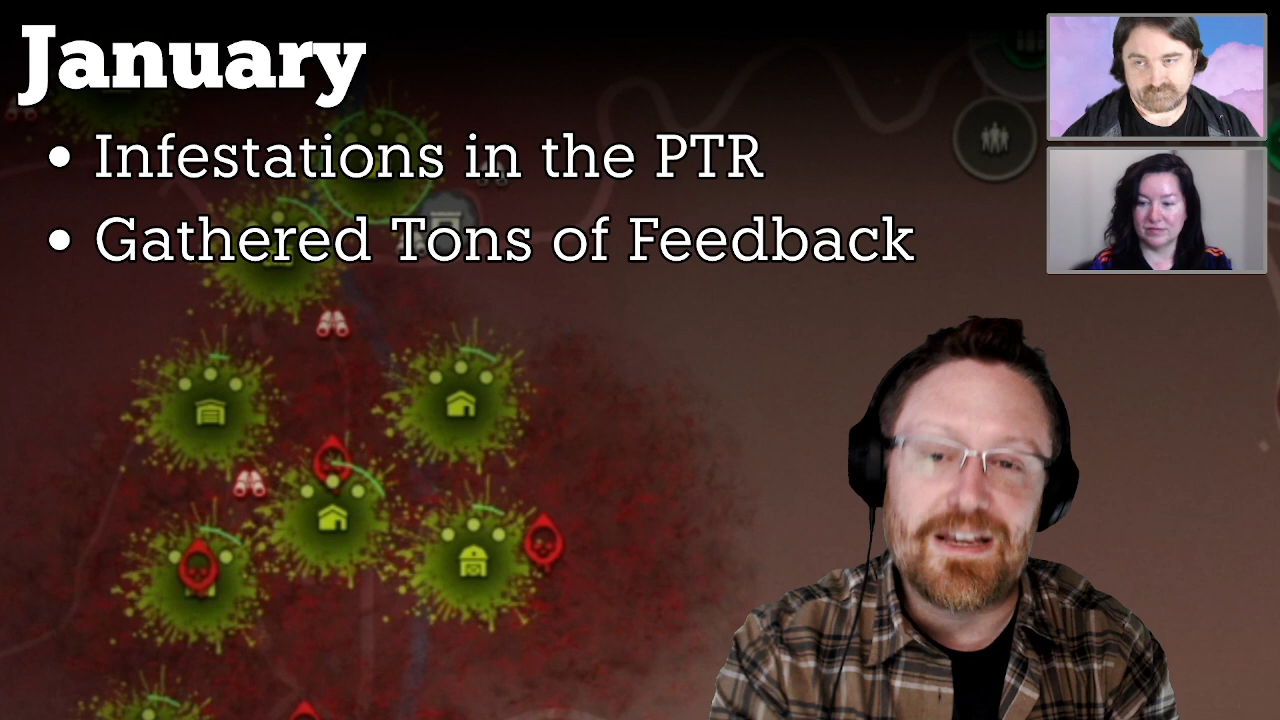 January
• Infestations in the PTR
• Gathered Tons of Feedback